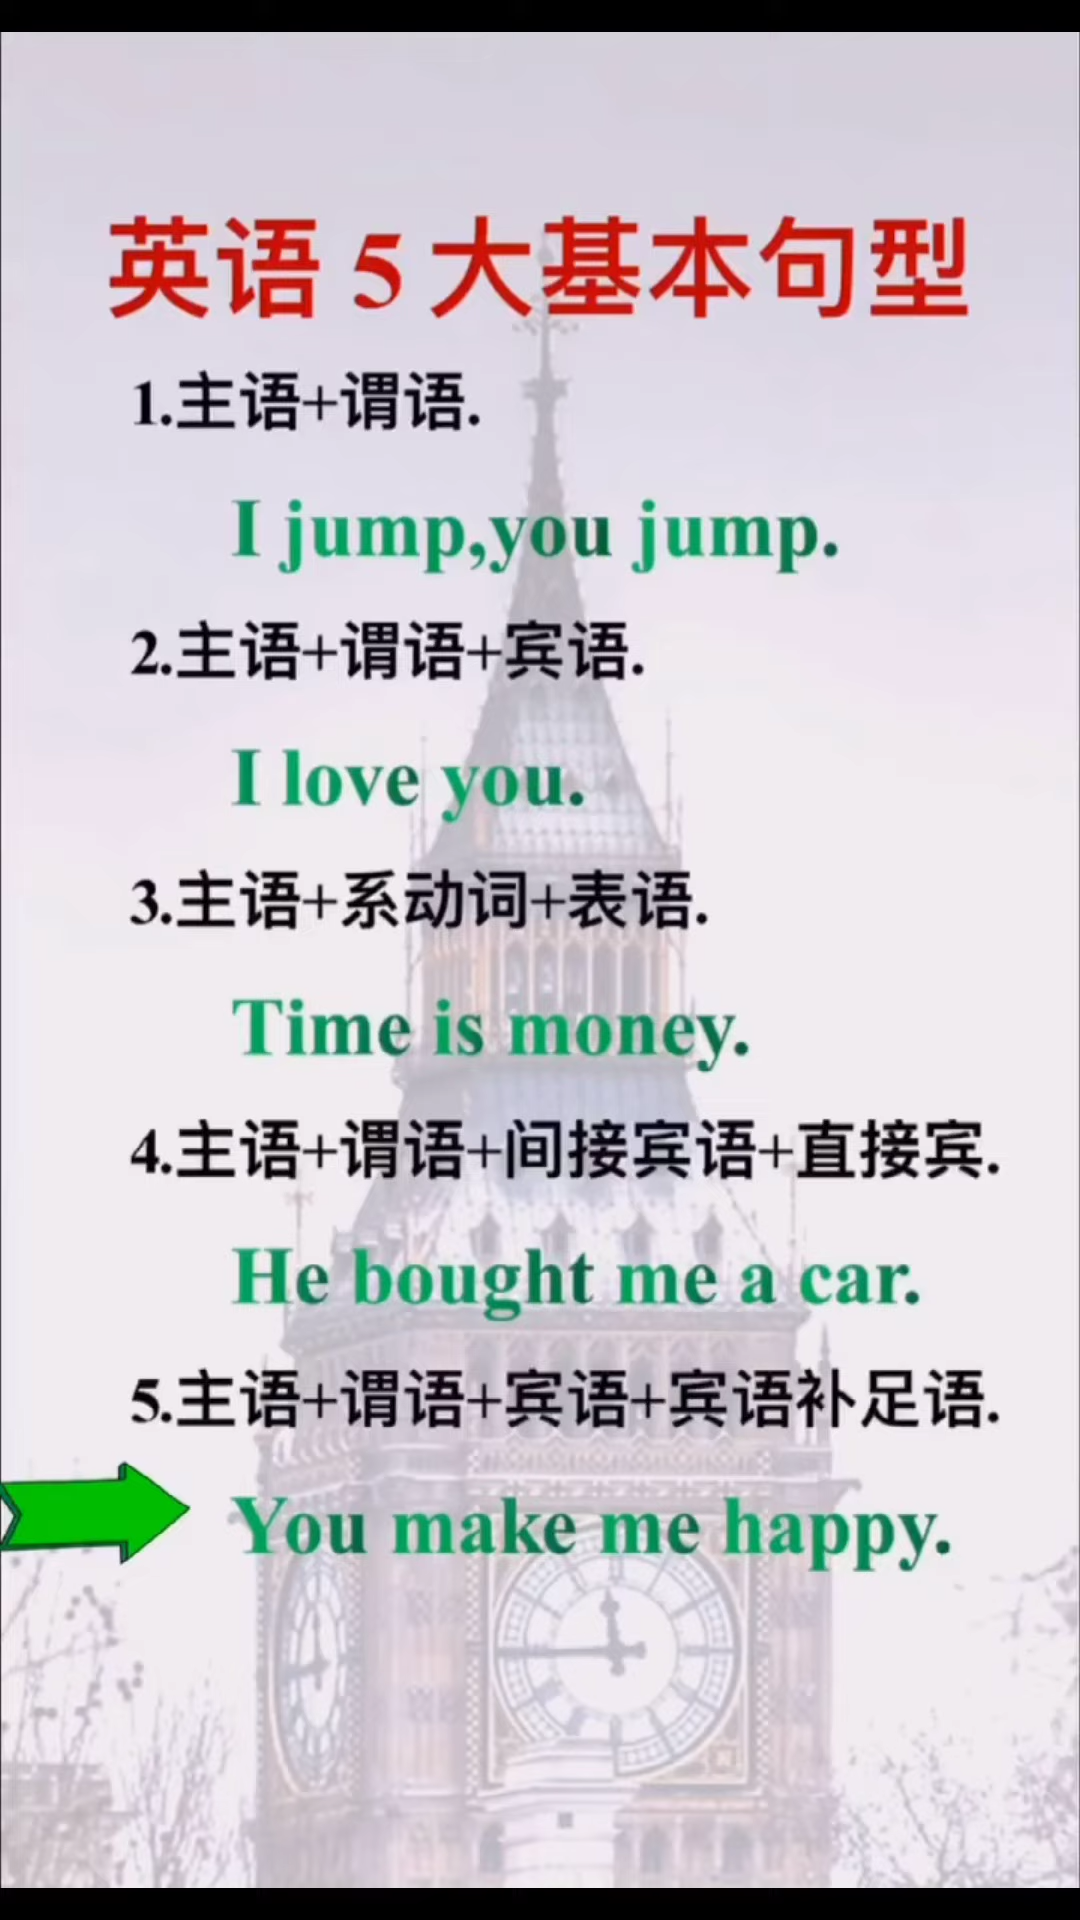 英语5大基本句型
1.主语+谓语.
I jump,you jump.
2.主语+谓语+宾语.
I love you.
3.主语+系动词+表语.
Time is money.
4.主语+谓语+间接宾语+直接宾.
He bought me a car.
5.主语+谓语+宾语+宾语补足语.
You make me happy.